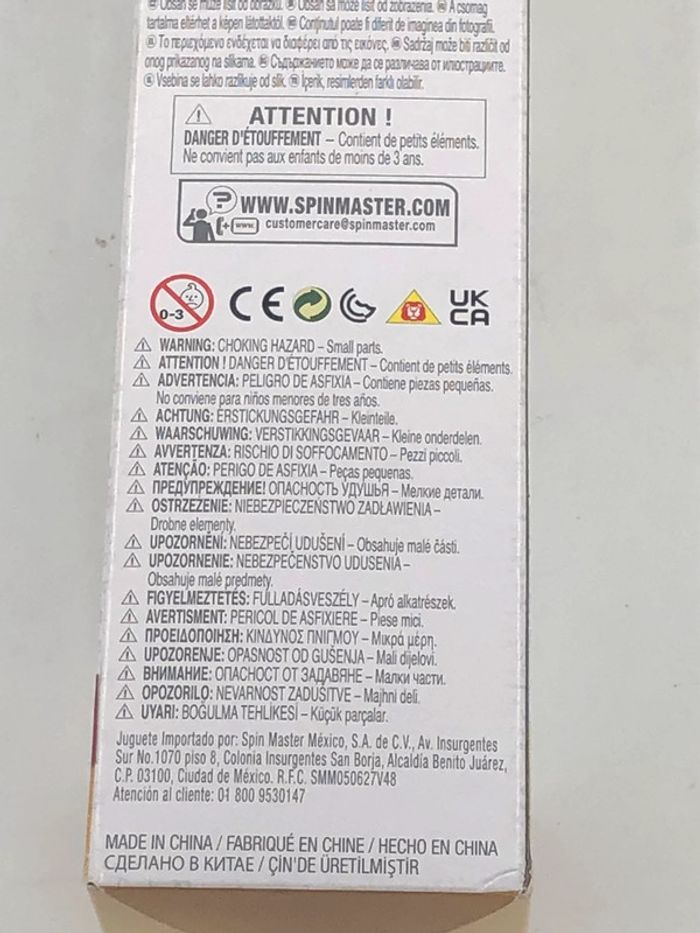 Obsah se může lišit od obrázku. Obsah sa môže líšiť od zobrazenia. A csomag
tartalma eltérhet a képen látottaktól. Conținutul poate fi diferit de imaginea din fotografii.
Το περιεχόμενο ενδέχεται να διαφέρει από τις εικόνες. Sadržaj može biti različit od
onog prikazanog na slikama. Съдържанието може да се различава от илюстрациите.
Vsebina se lahko razlikuje od slik. İçerik, resimlerden farklı olabilir.
ATTENTION !
DANGER D'ÉTOUFFEMENT – Contient de petits éléments.
Ne convient pas aux enfants de moins de 3 ans.
WWW.SPINMASTER.COM
customercare@spinmaster.com
0-3 CE UK
CA
WARNING: CHOKING HAZARD – Small parts.
ATTENTION ! DANGER D'ÉTOUFFEMENT – Contient de petits éléments.
ADVERTENCIA: PELIGRO DE ASFIXIA – Contiene piezas pequeñas.
No conviene para niños menores de tres años.
ACHTUNG: ERSTICKUNGSGEFAHR – Kleinteile.
WAARSCHUWING: VERSTIKKINGSGEVAAR – Kleine onderdelen.
AVVERTENZA: RISCHIO DI SOFFOCAMENTO – Pezzi piccoli.
ATENÇÃO: PERIGO DE ASFIXIA – Peças pequenas.
ПРЕДУПРЕЖДЕНИЕ! ОПАСНОСТЬ УДУШЬЯ – Мелкие детали.
OSTRZEŻENIE: NIEBEZPIECZEŃSTWO ZADŁAWIENIA –
Drobne elementy.
UPOZORNĚNÍ: NEBEZPEČÍ UDUŠENÍ – Obsahuje malé části.
UPOZORNENIE: NEBEZPEČENSTVO UDUSENIA –
Obsahuje malé predmety.
FIGYELMEZTETÉS: FULLADÁSVESZÉLY – Apró alkatrészek.
AVERTISMENT: PERICOL DE ASFIXIERE – Piese mici.
ΠΡΟΕΙΔΟΠΟΙΗΣΗ: ΚΙΝΔΥΝΟΣ ΠΝΙΓΜΟΥ – Μικρά μέρη.
UPOZORENJE: OPASNOST OD GUŠENJA – Mali dijelovi.
ВНИМАНИЕ: ОПАСНОСТ ОТ ЗАДАВЯНЕ – Малки части.
OPOZORILO: NEVARNOST ZADUŠITVE – Majhni deli.
UYARI: BOĞULMA TEHLİKESİ – Küçük parçalar.
Juguete Importado por: Spin Master México, S.A. de C.V., Av. Insurgentes
Sur No.1070 piso 8, Colonia Insurgentes San Borja, Alcaldía Benito Juárez,
C.P. 03100, Ciudad de México. R.F.C. SMM050627V48
Atención al cliente: 01 800 9530147
MADE IN CHINA / FABRIQUÉ EN CHINE / HECHO EN CHINA
СДЕЛАНО В КИТАЕ / ÇİN'DE ÜRETİLMİŞTİR